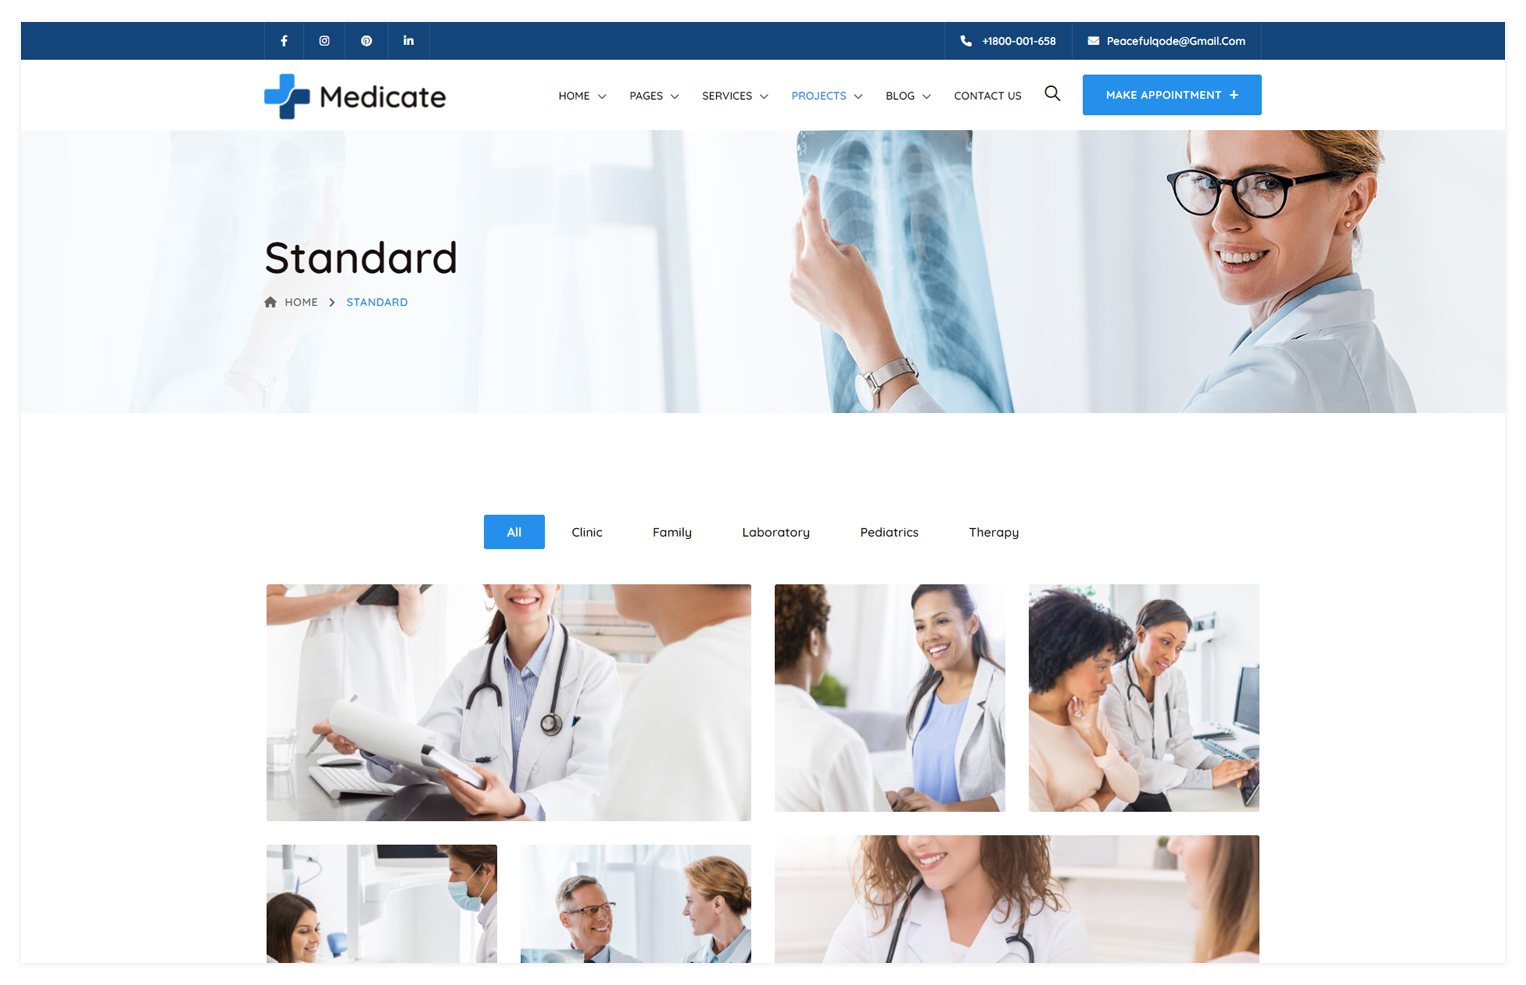 +1800-001-658 Peacefulqode@Gmail.Com
Medicate HOME PAGES SERVICES PROJECTS BLOG CONTACT US MAKE APPOINTMENT +
Standard
HOME > STANDARD
All Clinic Family Laboratory Pediatrics Therapy